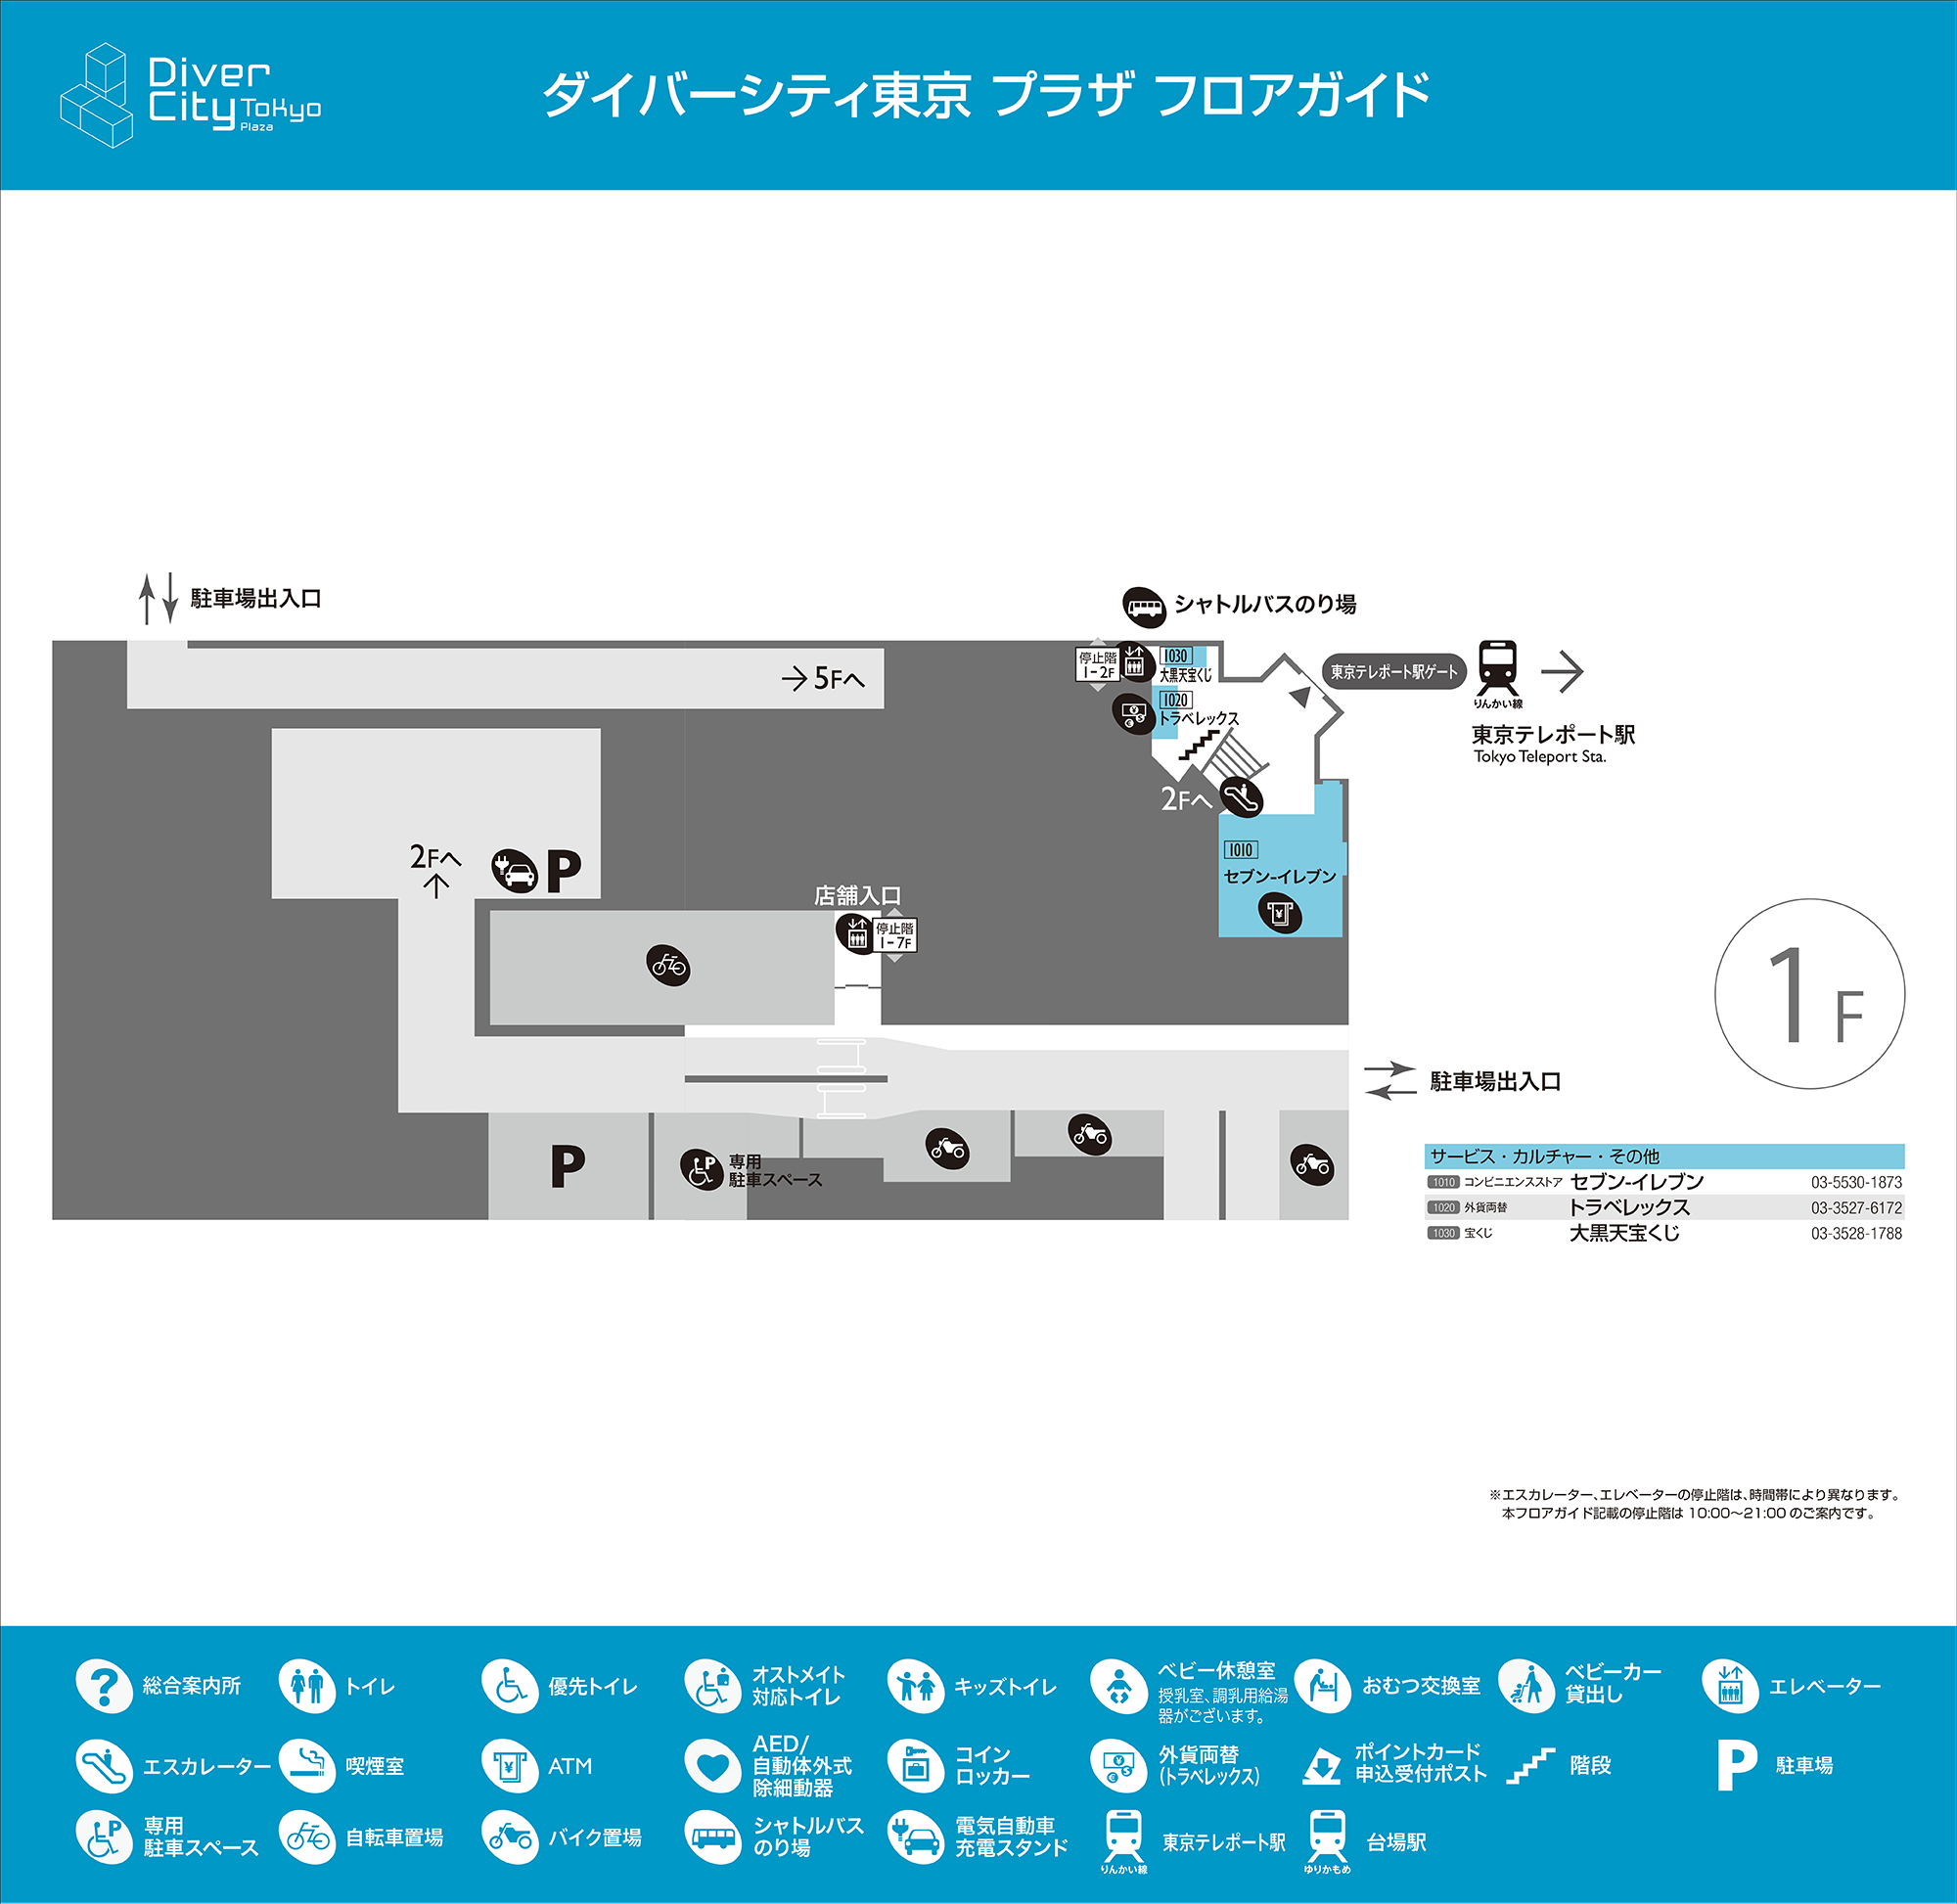 Diver
City Tokyo
Plaza
ダイバーシティ東京 プラザ フロアガイド
駐車場出入口
シャトルバスのり場
停止階
1-2F
1030
大黒天宝くじ
東京テレポート駅ゲート
りんかい線
→5Fへ
1020
トラベレックス
東京テレポート駅
Tokyo Teleport Sta.
2Fへ
2Fへ
P
1010
セブン-イレブン
店舗入口
停止階
1-7F
1F
駐車場出入口
P
P
専用
駐車スペース
サービス・カルチャー・その他
1010 コンビニエンスストア セブン-イレブン 03-5530-1873
1020 外貨両替 トラベレックス 03-3527-6172
1030 宝くじ 大黒天宝くじ 03-3528-1788
※エスカレーター、エレベーターの停止階は、時間帯により異なります。
本フロアガイド記載の停止階は 10:00〜21:00 のご案内です。
総合案内所
トイレ
優先トイレ
オストメイト
対応トイレ
キッズトイレ
ベビー休憩室
授乳室、調乳用給湯
器がございます。
おむつ交換室
ベビーカー
貸出し
エレベーター
エスカレーター
喫煙室
ATM
AED/
自動体外式
除細動器
コイン
ロッカー
外貨両替
(トラベレックス)
ポイントカード
申込受付ポスト
階段
P 駐車場
P
専用
駐車スペース
自転車置場
バイク置場
シャトルバス
のり場
電気自動車
充電スタンド
りんかい線
東京テレポート駅
ゆりかもめ
台場駅